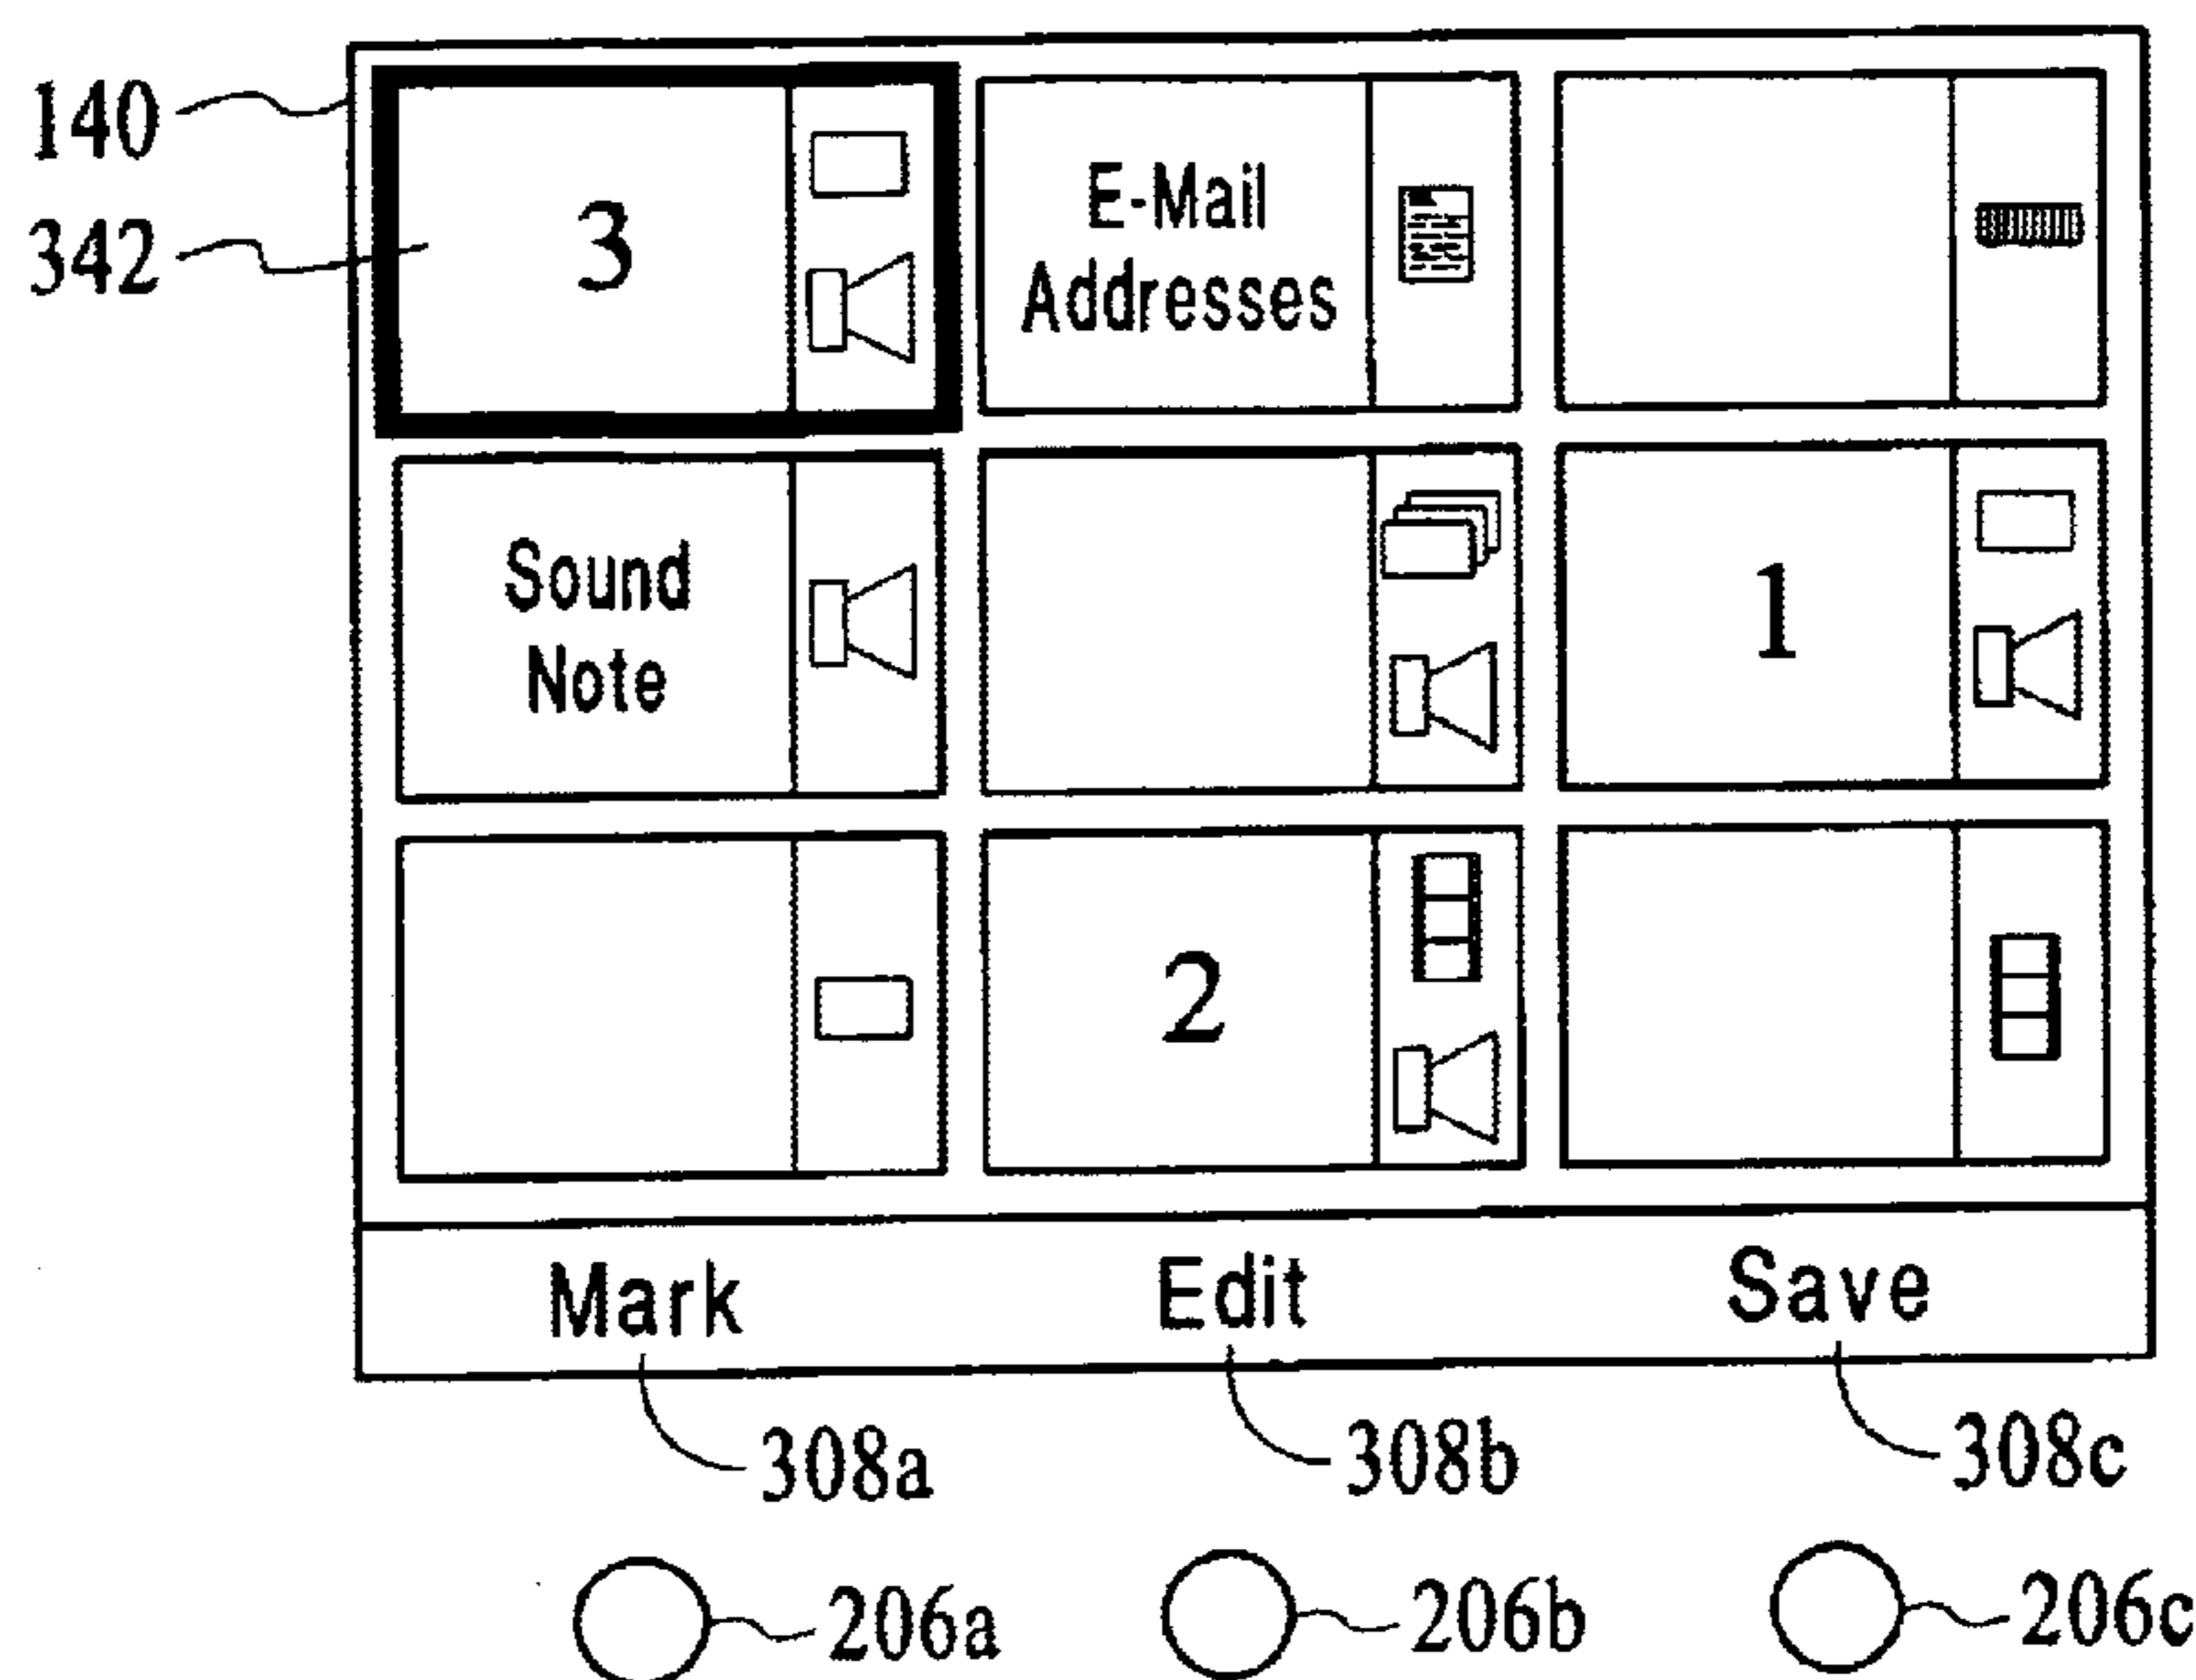 140
342
3
E-Mail
Addresses
Sound
Note
1
2
Mark
Edit
Save
308a
308b
308c
206a
206b
206c